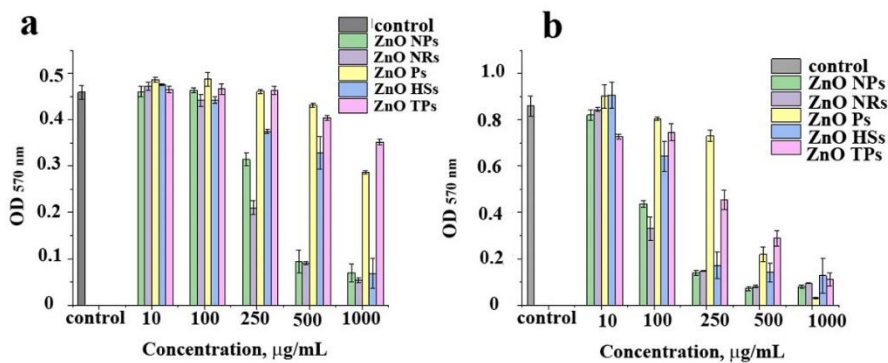 a
control
ZnO NPs
ZnO NRs
ZnO Ps
ZnO HSs
ZnO TPs
OD 570 nm
0.5
0.4
0.3
0.2
0.1
0
control 10 100 250 500 1000
Concentration, µg/mL
b
control
ZnO NPs
ZnO NRs
ZnO Ps
ZnO HSs
ZnO TPs
OD 570 nm
1.0
0.8
0.6
0.4
0.2
0.0
control 10 100 250 500 1000
Concentration, µg/mL